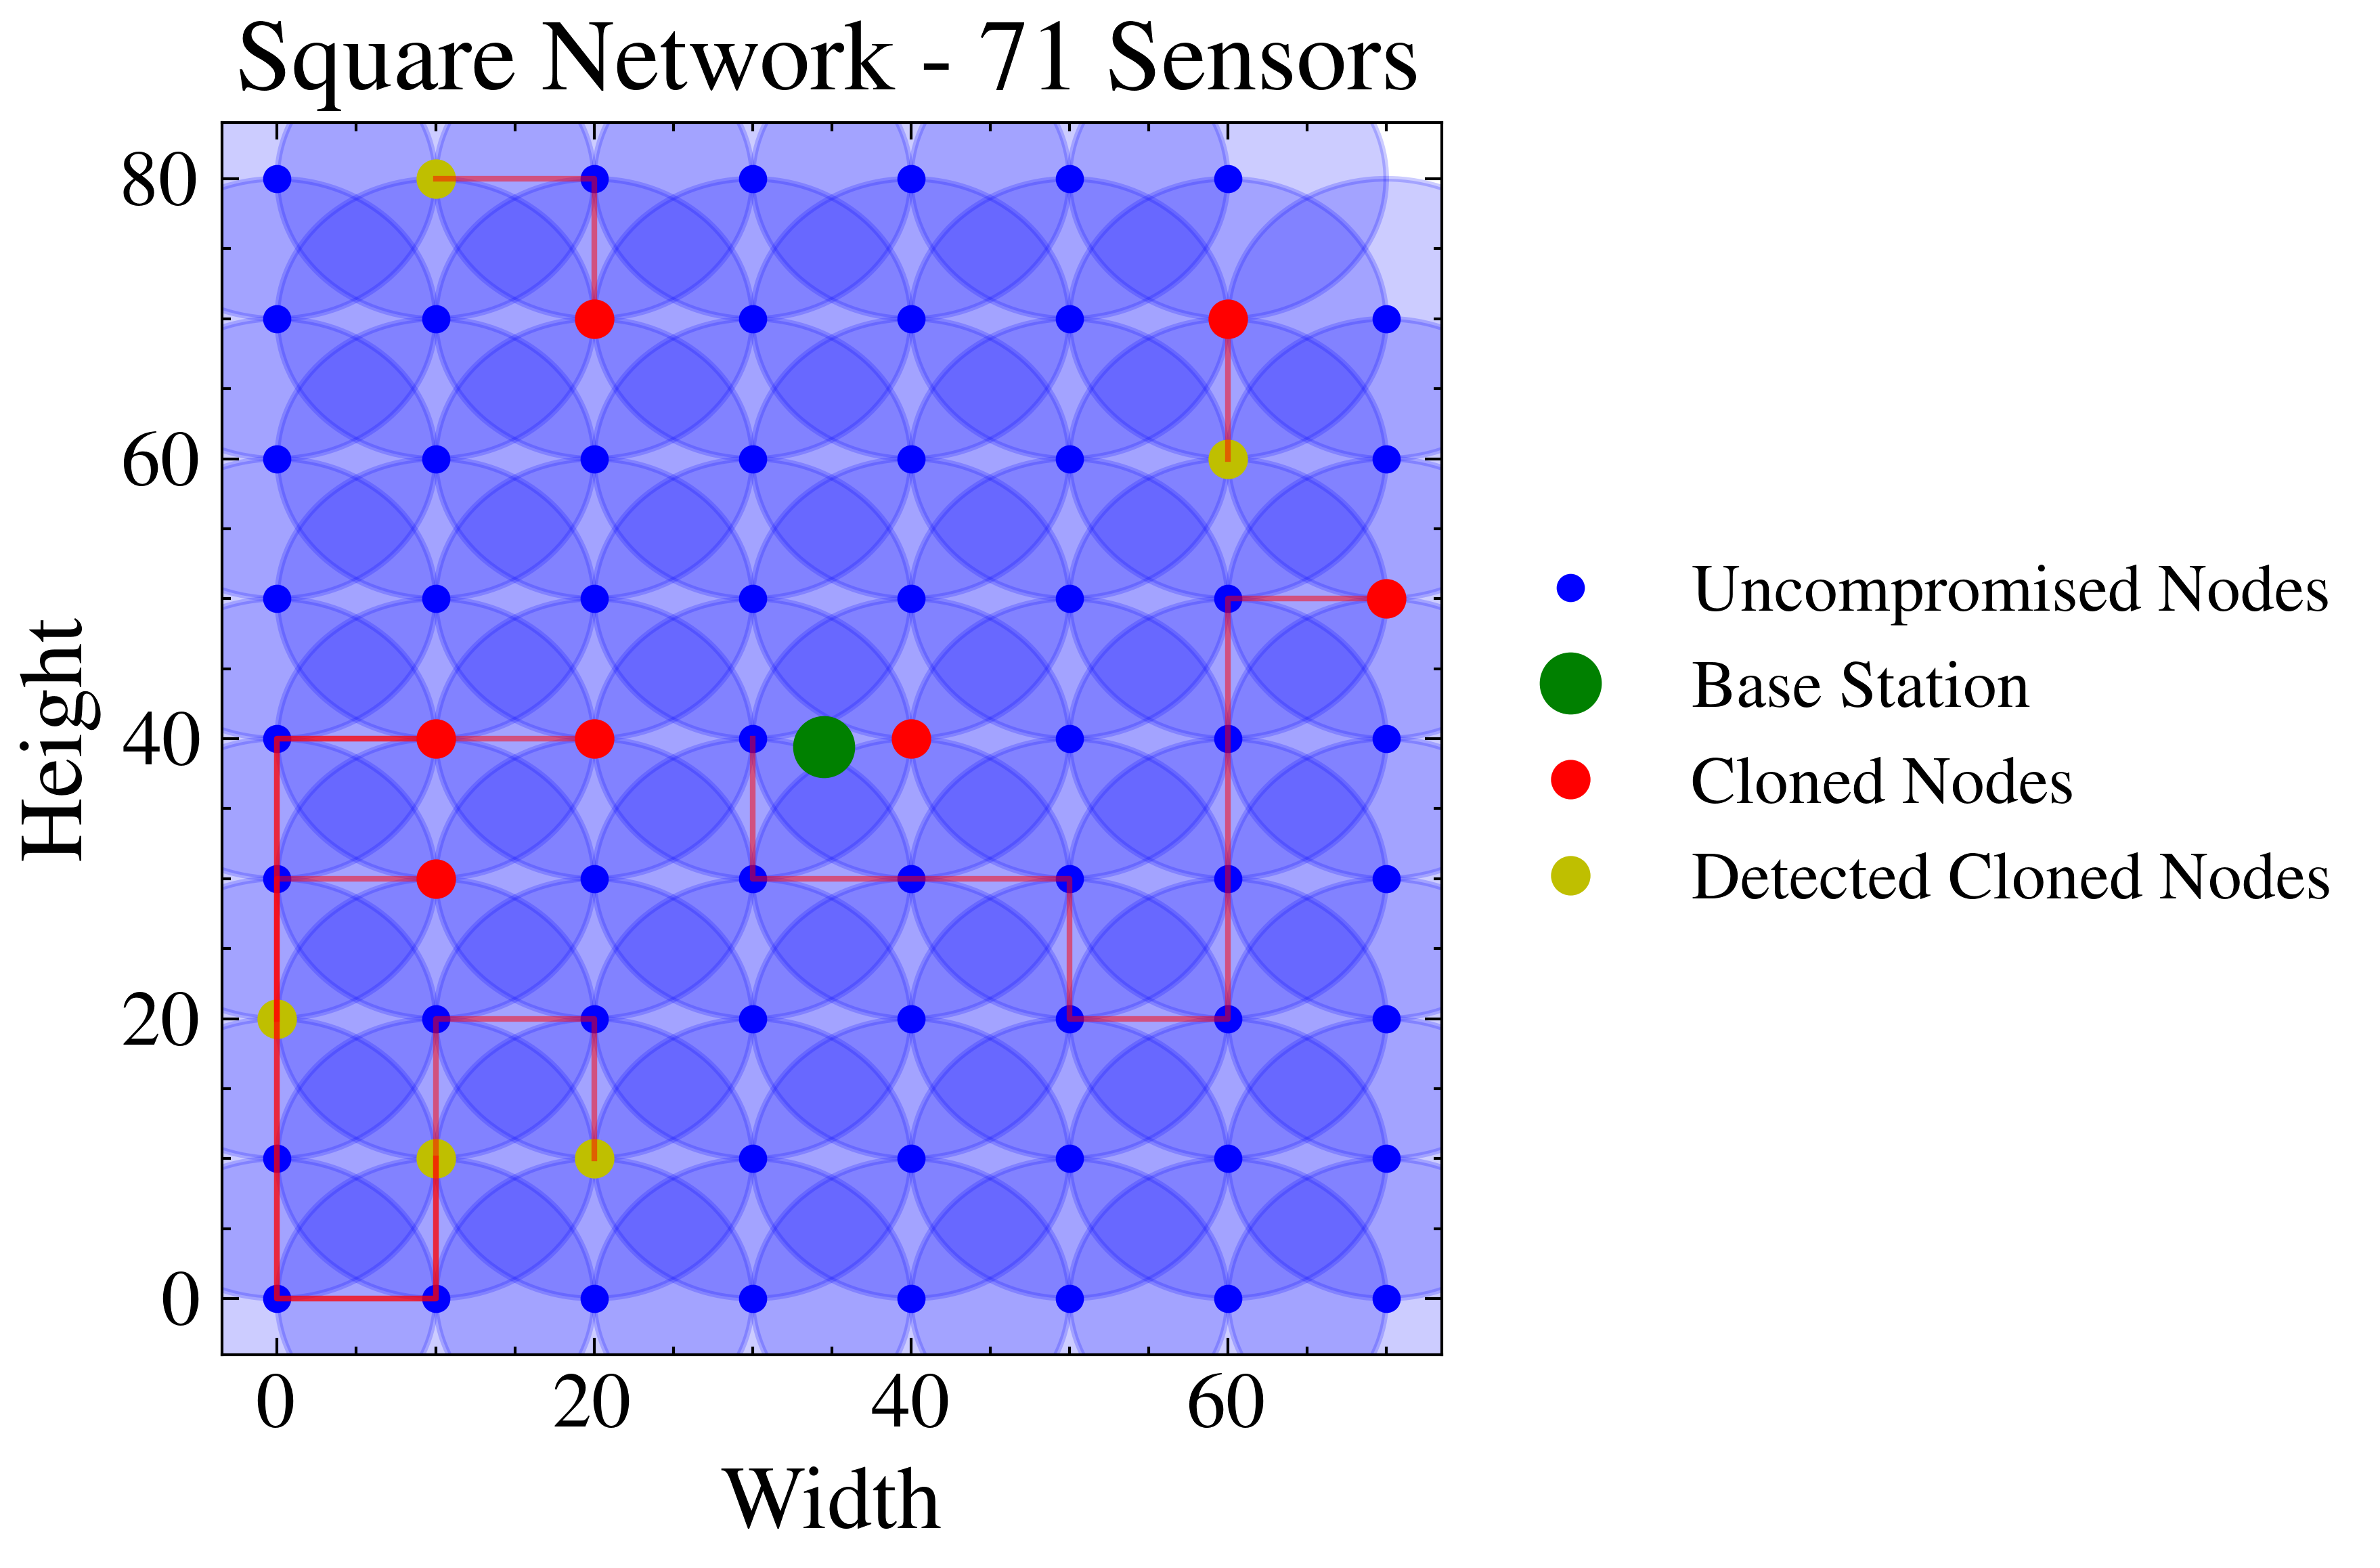 Square Network - 71 Sensors
80
60
40
20
0
Height
0 20 40 60
Width
Uncompromised Nodes
Base Station
Cloned Nodes
Detected Cloned Nodes